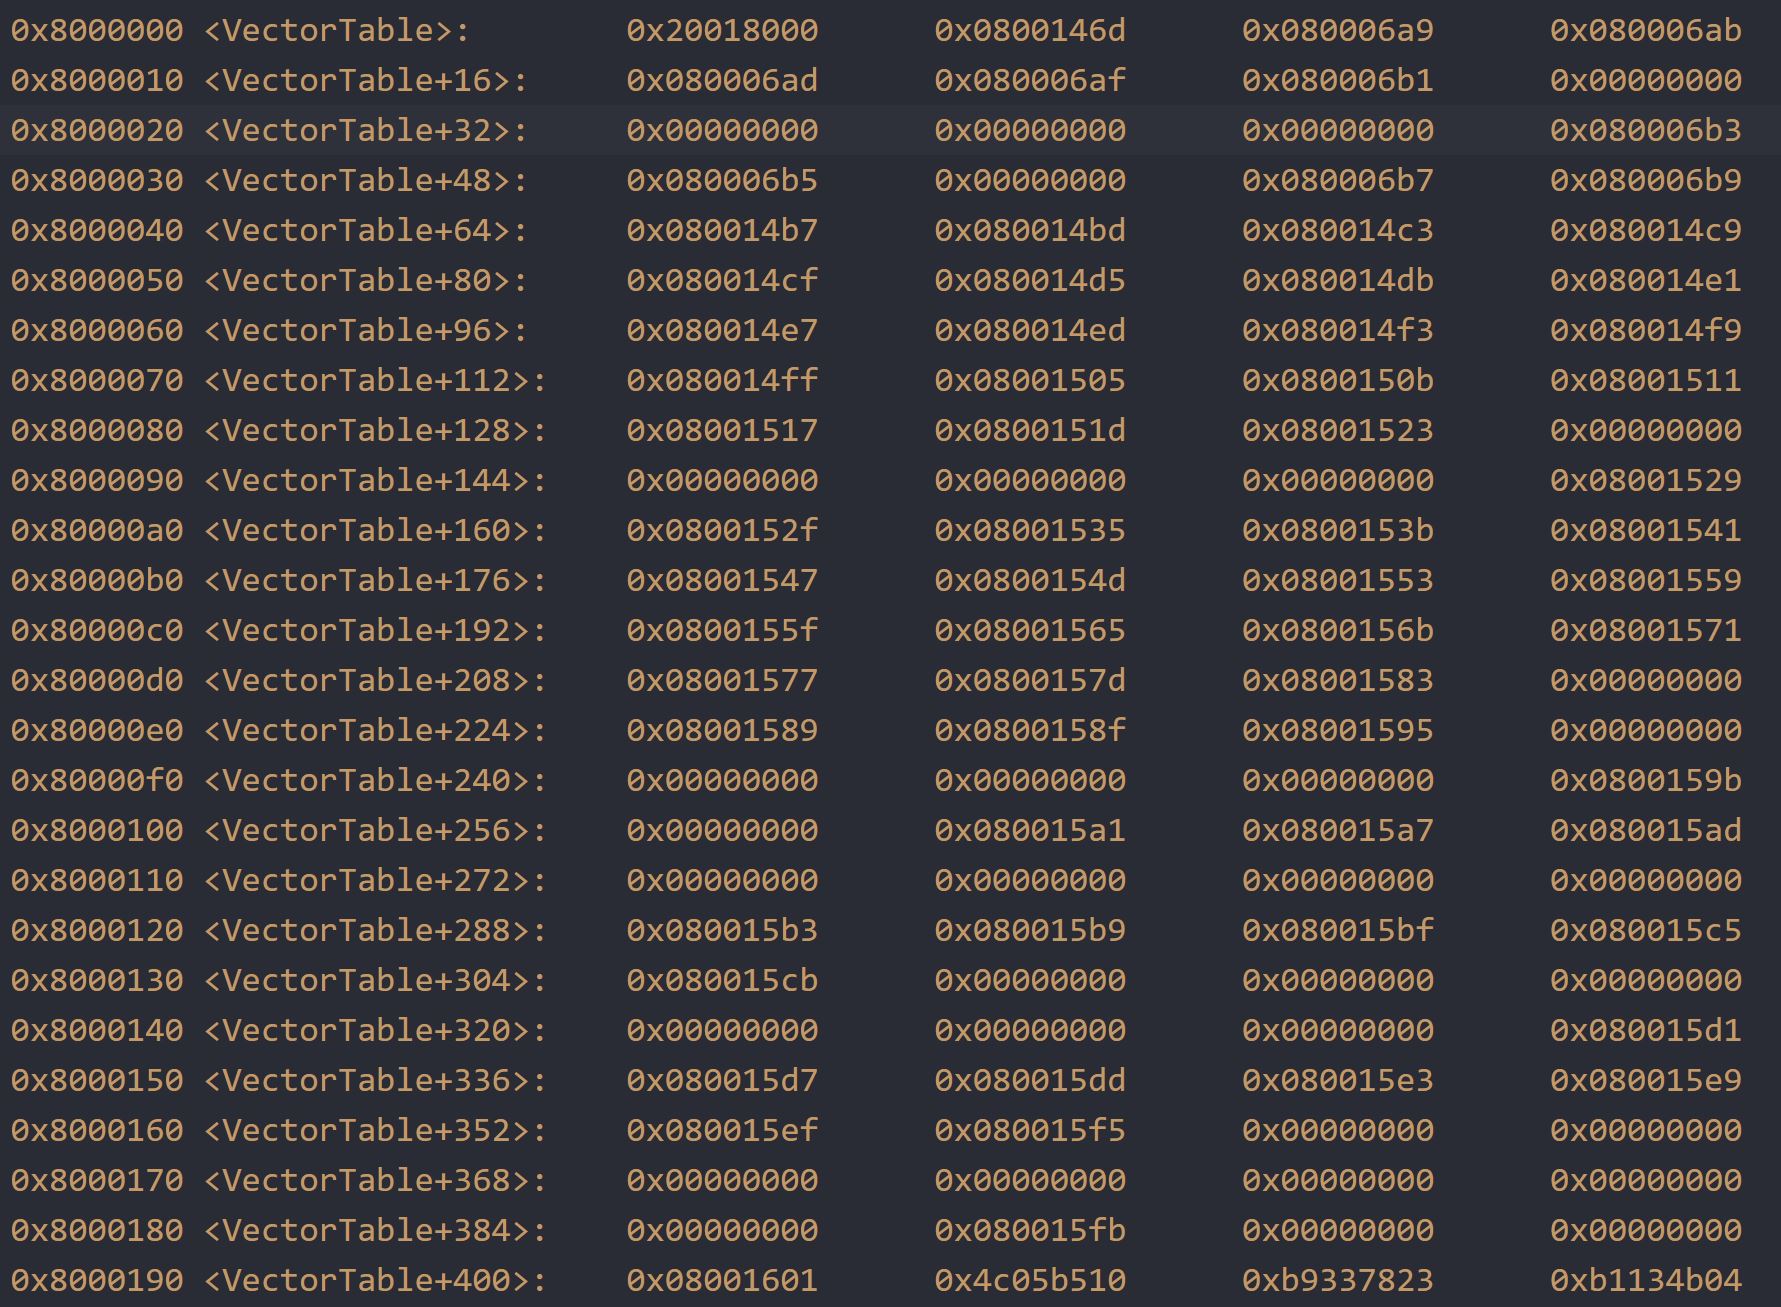 0x8000000 <VectorTable>: 0x20018000 0x0800146d 0x080006a9 0x080006ab
0x8000010 <VectorTable+16>: 0x080006ad 0x080006af 0x080006b1 0x00000000
0x8000020 <VectorTable+32>: 0x00000000 0x00000000 0x00000000 0x080006b3
0x8000030 <VectorTable+48>: 0x080006b5 0x00000000 0x080006b7 0x080006b9
0x8000040 <VectorTable+64>: 0x080014b7 0x080014bd 0x080014c3 0x080014c9
0x8000050 <VectorTable+80>: 0x080014cf 0x080014d5 0x080014db 0x080014e1
0x8000060 <VectorTable+96>: 0x080014e7 0x080014ed 0x080014f3 0x080014f9
0x8000070 <VectorTable+112>: 0x080014ff 0x08001505 0x0800150b 0x08001511
0x8000080 <VectorTable+128>: 0x08001517 0x0800151d 0x08001523 0x00000000
0x8000090 <VectorTable+144>: 0x00000000 0x00000000 0x00000000 0x08001529
0x80000a0 <VectorTable+160>: 0x0800152f 0x08001535 0x0800153b 0x08001541
0x80000b0 <VectorTable+176>: 0x08001547 0x0800154d 0x08001553 0x08001559
0x80000c0 <VectorTable+192>: 0x0800155f 0x08001565 0x0800156b 0x08001571
0x80000d0 <VectorTable+208>: 0x08001577 0x0800157d 0x08001583 0x00000000
0x80000e0 <VectorTable+224>: 0x08001589 0x0800158f 0x08001595 0x00000000
0x80000f0 <VectorTable+240>: 0x00000000 0x00000000 0x00000000 0x0800159b
0x8000100 <VectorTable+256>: 0x00000000 0x080015a1 0x080015a7 0x080015ad
0x8000110 <VectorTable+272>: 0x00000000 0x00000000 0x00000000 0x00000000
0x8000120 <VectorTable+288>: 0x080015b3 0x080015b9 0x080015bf 0x080015c5
0x8000130 <VectorTable+304>: 0x080015cb 0x00000000 0x00000000 0x00000000
0x8000140 <VectorTable+320>: 0x00000000 0x00000000 0x00000000 0x080015d1
0x8000150 <VectorTable+336>: 0x080015d7 0x080015dd 0x080015e3 0x080015e9
0x8000160 <VectorTable+352>: 0x080015ef 0x080015f5 0x00000000 0x00000000
0x8000170 <VectorTable+368>: 0x00000000 0x00000000 0x00000000 0x00000000
0x8000180 <VectorTable+384>: 0x00000000 0x080015fb 0x00000000 0x00000000
0x8000190 <VectorTable+400>: 0x08001601 0x4c05b510 0xb9337823 0xb1134b04